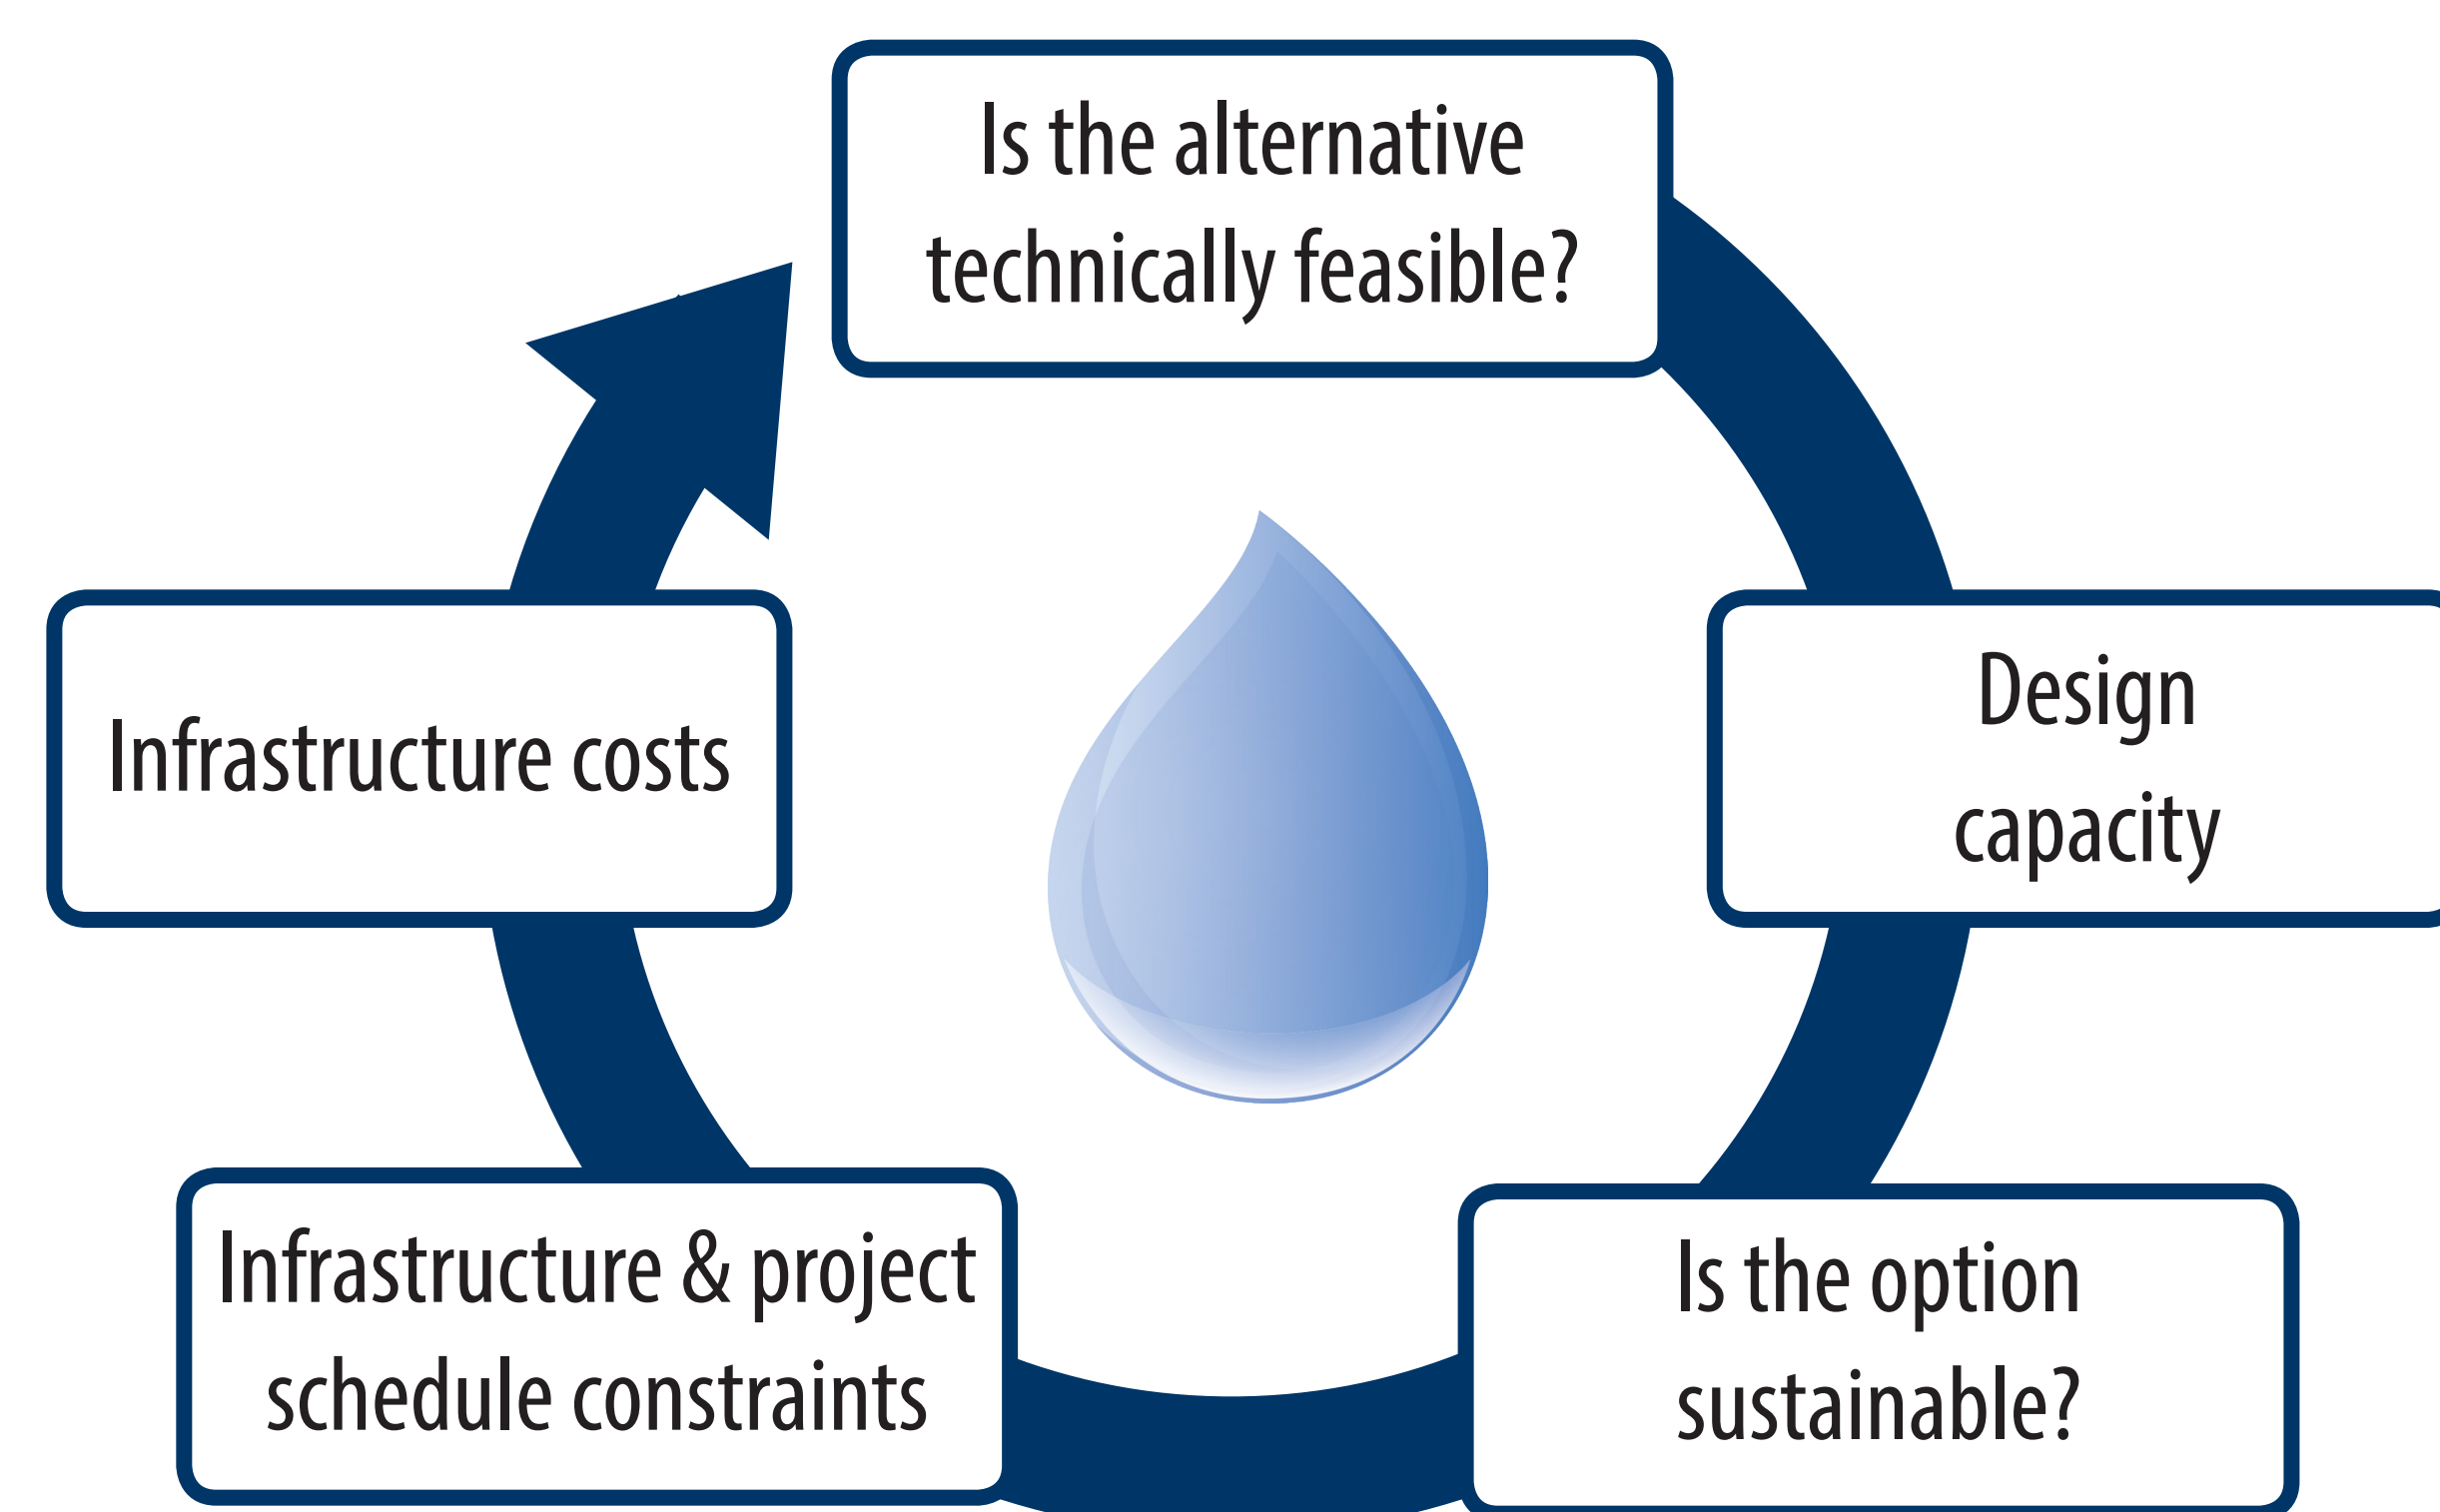 Is the alternative
technically feasible?
Design
capacity
Is the option
sustainable?
Infrastructure & project
schedule constraints
Infrastructure costs